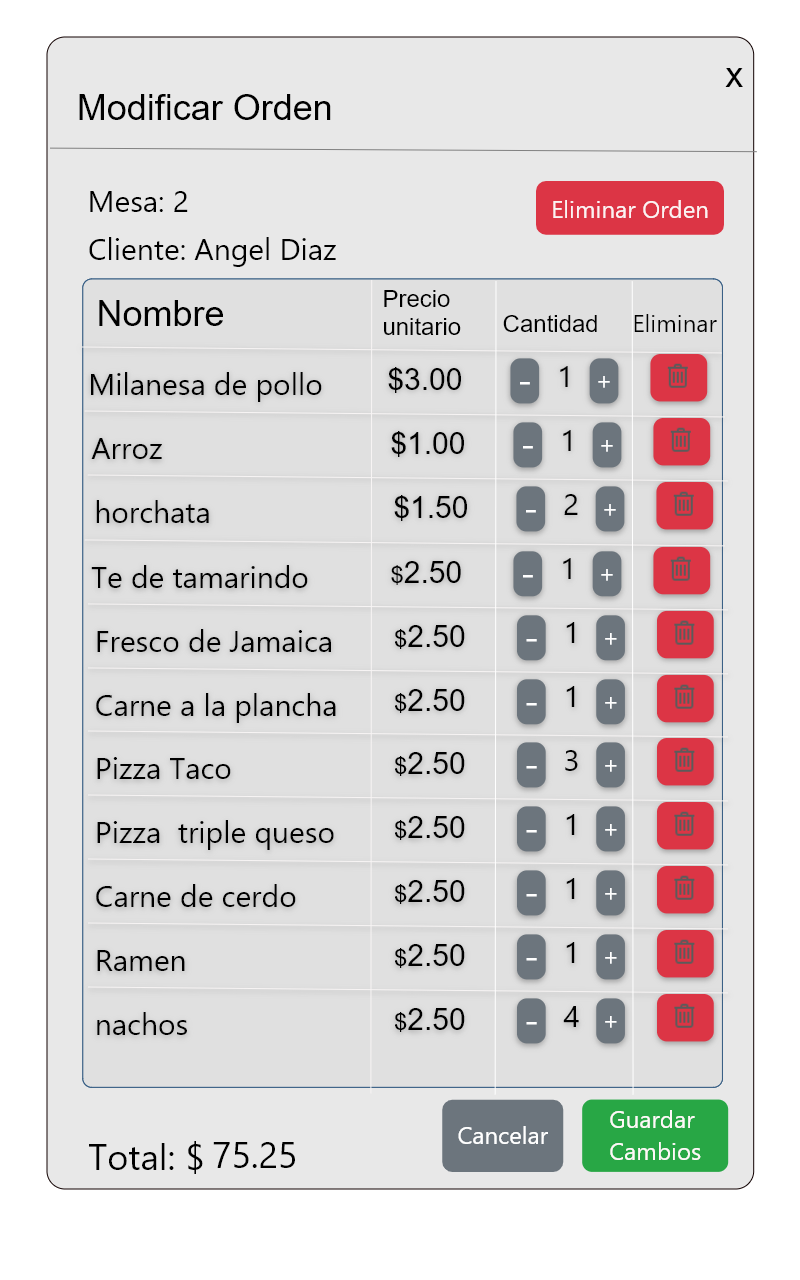 x
Modificar Orden
Mesa: 2
Eliminar Orden
Cliente: Angel Diaz
Nombre
Precio
unitario
Cantidad
Eliminar
Milanesa de pollo $3.00 - 1 +
Arroz $1.00 - 1 +
horchata $1.50 - 2 +
Te de tamarindo $2.50 - 1 +
Fresco de Jamaica $2.50 - 1 +
Carne a la plancha $2.50 - 1 +
Pizza Taco $2.50 - 3 +
Pizza  triple queso $2.50 - 1 +
Carne de cerdo $2.50 - 1 +
Ramen $2.50 - 1 +
nachos $2.50 - 4 +
Total: $ 75.25
Cancelar
Guardar
Cambios